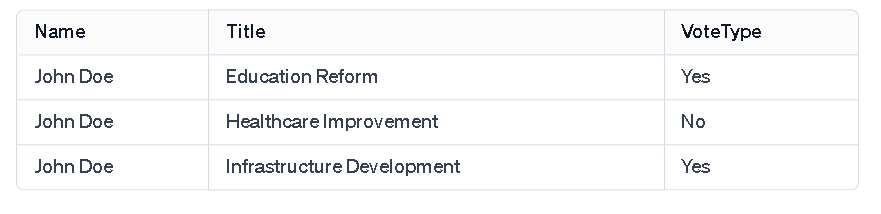 Name Title VoteType
John Doe Education Reform Yes
John Doe Healthcare Improvement No
John Doe Infrastructure Development Yes